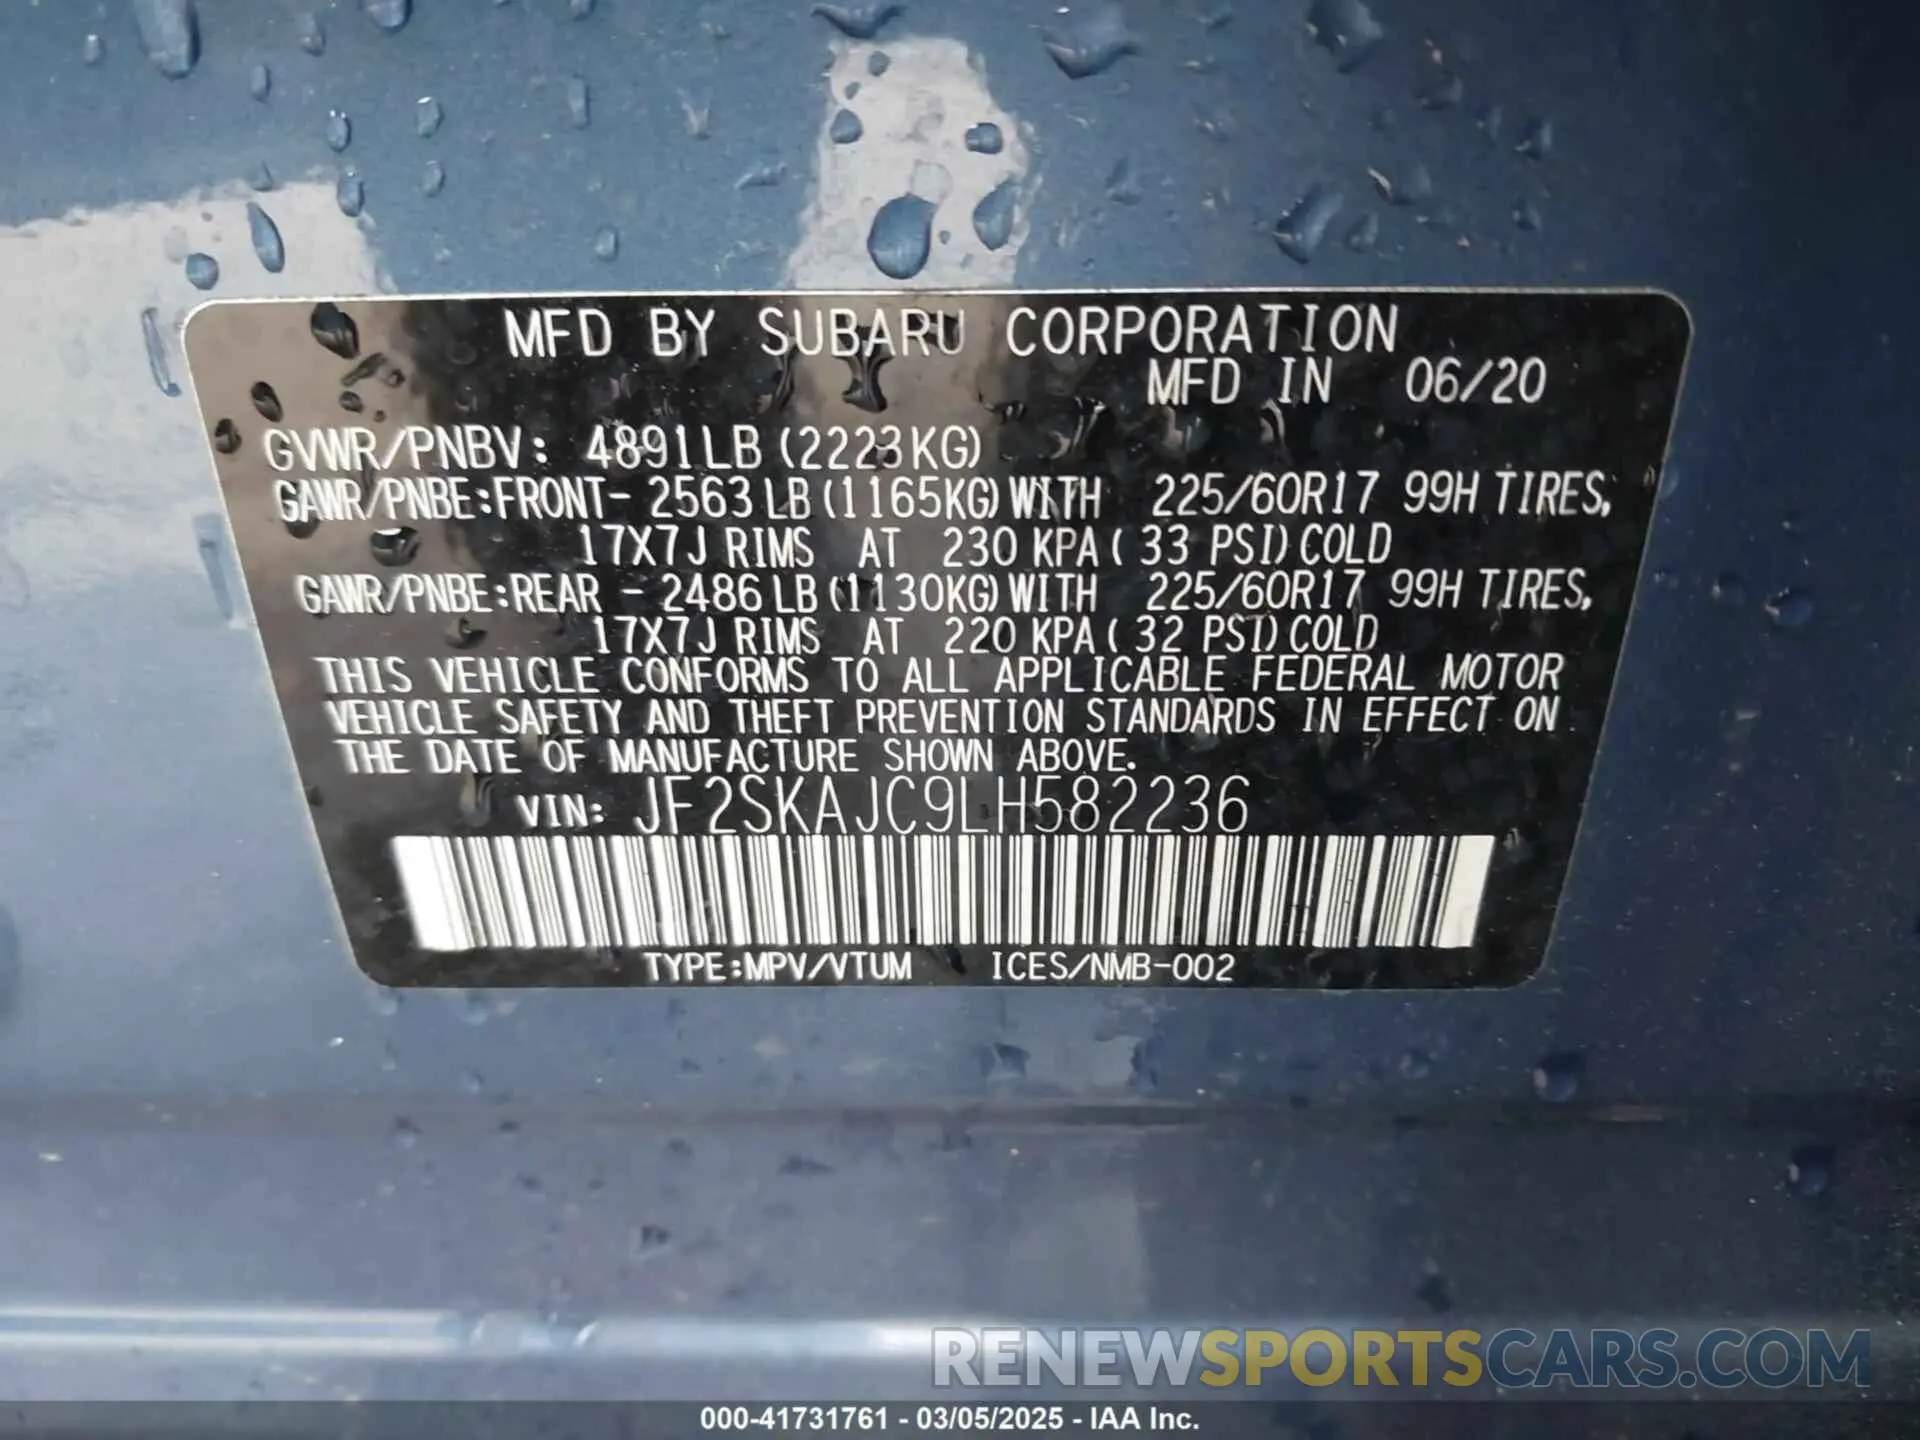 MFD BY SUBARU CORPORATION
MFD IN 06/20
GVWR/PNBV: 4891LB (2223KG)
GAWR/PNBE:FRONT- 2563 LB (1165KG) WITH 225/60R17 99H TIRES,
17X7J RIMS AT 230 KPA ( 33 PSI) COLD
GAWR/PNBE:REAR - 2486 LB (1130KG) WITH 225/60R17 99H TIRES,
17X7J RIMS AT 220 KPA ( 32 PSI) COLD
THIS VEHICLE CONFORMS TO ALL APPLICABLE FEDERAL MOTOR
VEHICLE SAFETY AND THEFT PREVENTION STANDARDS IN EFFECT ON
THE DATE OF MANUFACTURE SHOWN ABOVE.
VIN: JF2SKAJC9LH582236
TYPE:MPV/VTUM ICES/NMB-002
RENEWSPORTSCARS.COM
000-41731761 - 03/05/2025 - IAA Inc.